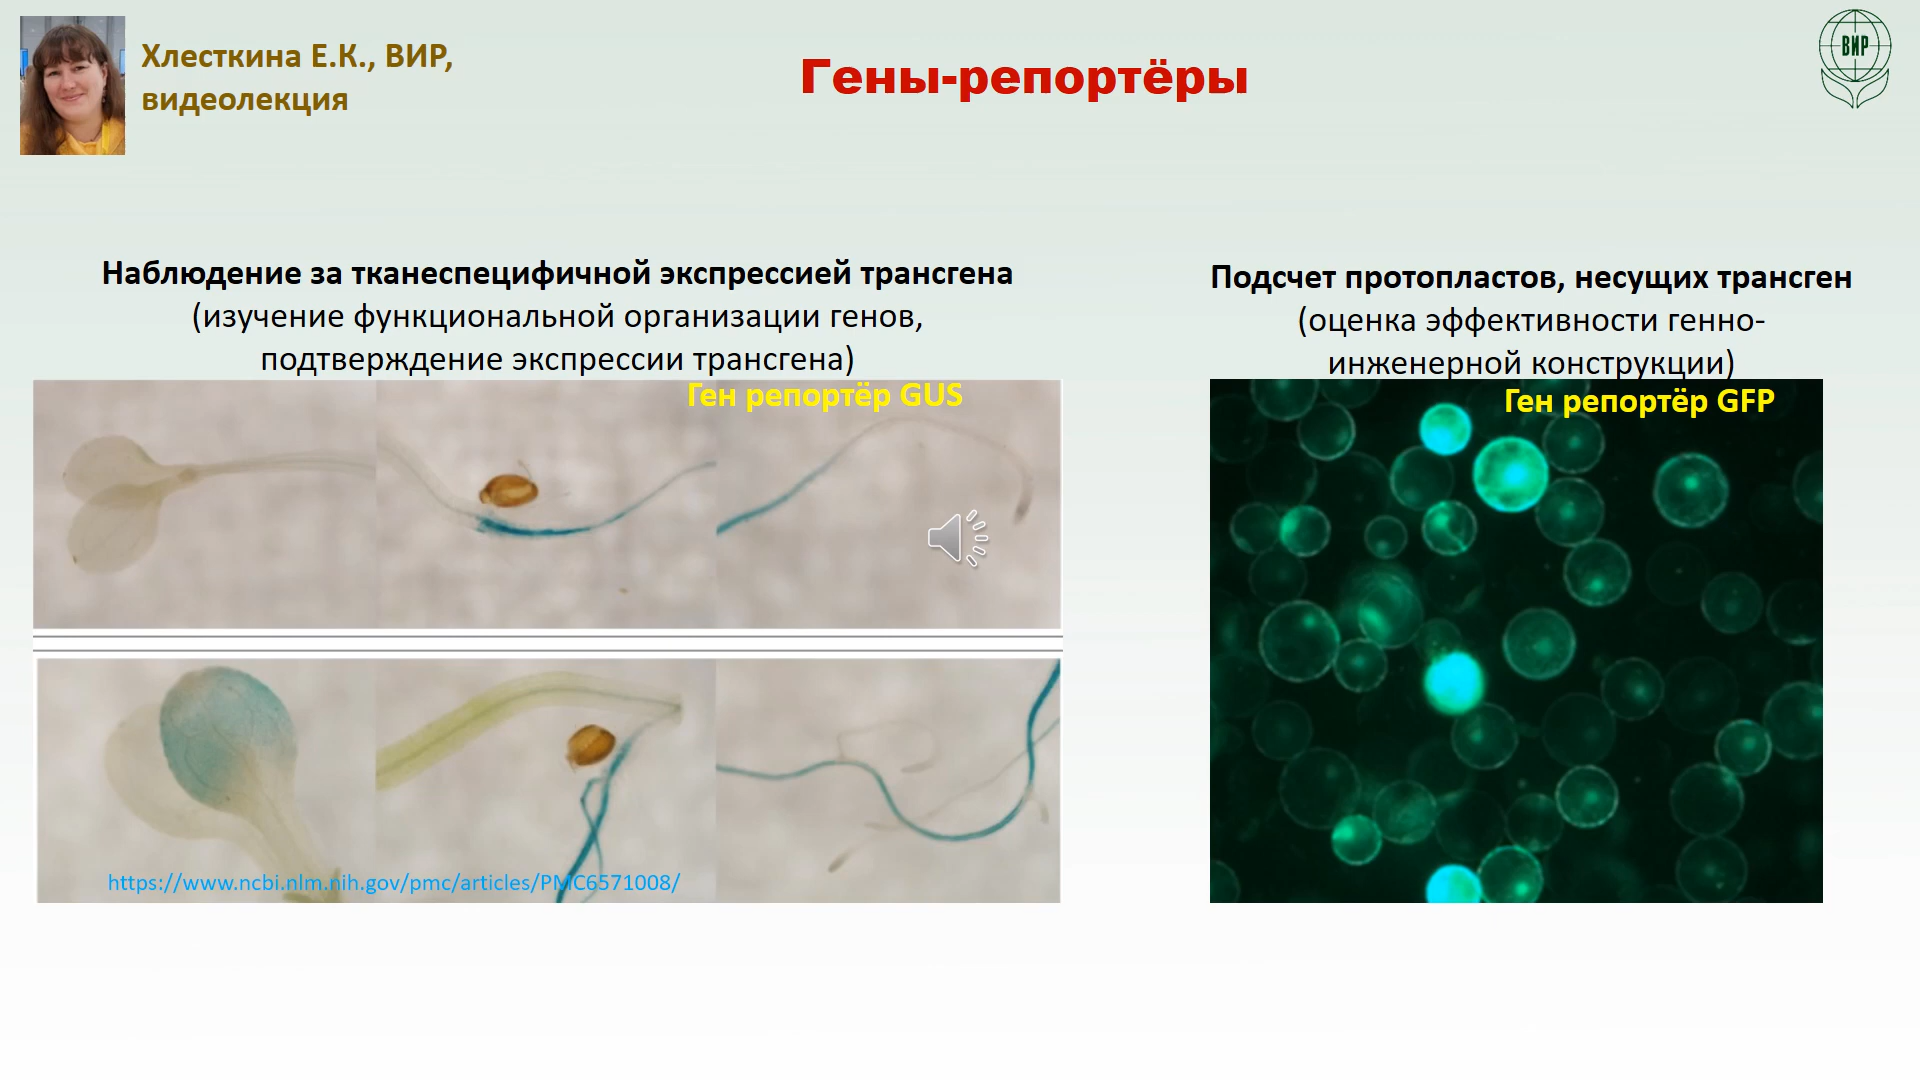 Хлесткина Е.К., ВИР,
видеолекция
Гены-репортёры
ВИР
Наблюдение за тканеспецифичной экспрессией трансгена
(изучение функциональной организации генов,
подтверждение экспрессии трансгена)
Ген репортёр GUS
https://www.ncbi.nlm.nih.gov/pmc/articles/PMC6571008/
Подсчет протопластов, несущих трансген
(оценка эффективности генно-
инженерной конструкции)
Ген репортёр GFP